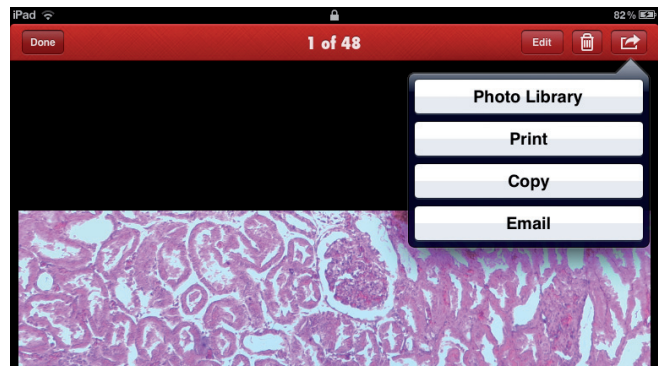 iPad 82%
Done 1 of 48 Edit
Photo Library
Print
Copy
Email